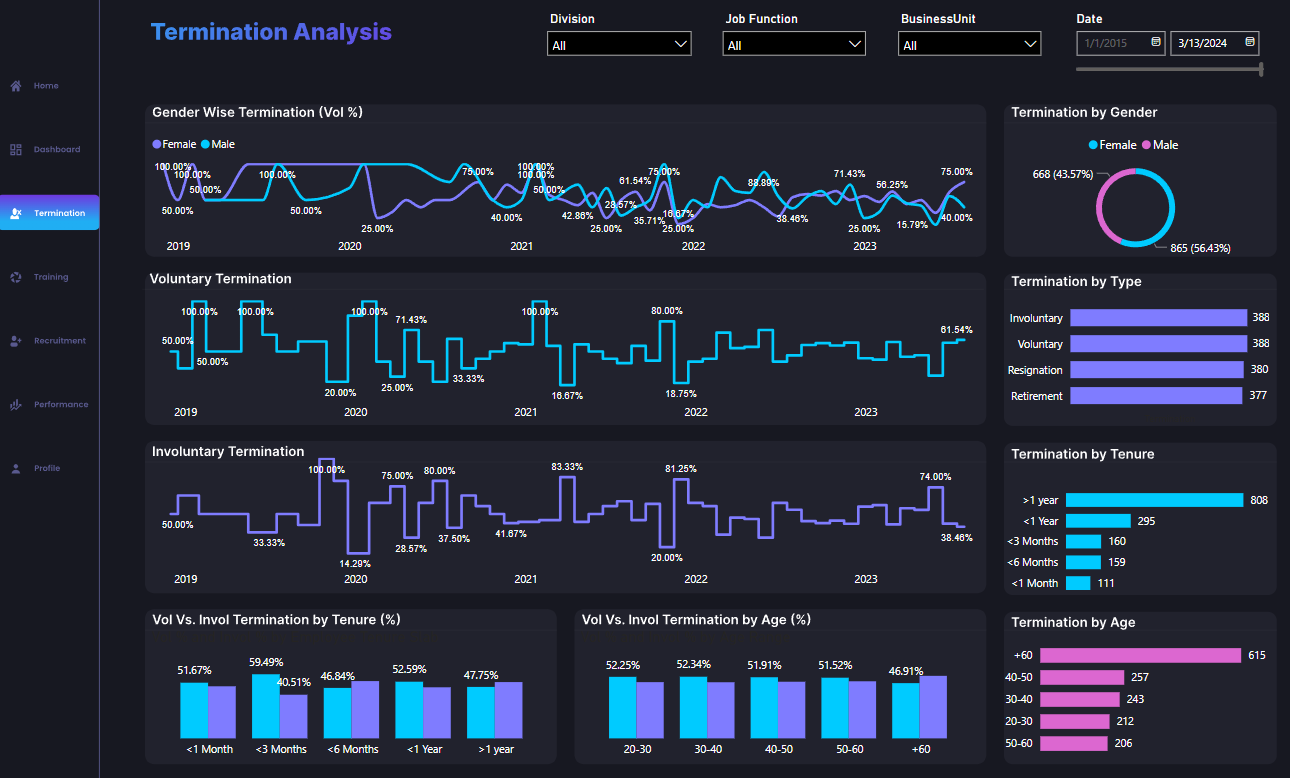 Termination Analysis
Division
Job Function
BusinessUnit
Date
All
All
All
1/1/2015
3/13/2024
Home
Dashboard
Termination
Training
Recruitment
Performance
Profile
Gender Wise Termination (Vol %)
Female Male
100.00%
100.00%
50.00%
50.00%
100.00%
50.00%
25.00%
75.00%
40.00%
100.00%
100.00%
50.00%
42.86%
25.00%
28.57%
61.54%
35.71%
75.00%
16.67%
25.00%
88.89%
38.46%
71.43%
25.00%
56.25%
15.79%
75.00%
40.00%
2019 2020 2021 2022 2023
Termination by Gender
Female Male
668 (43.57%)
865 (56.43%)
Voluntary Termination
50.00%
100.00%
50.00%
100.00%
20.00%
100.00%
25.00%
71.43%
33.33%
100.00%
16.67%
80.00%
18.75%
61.54%
2019 2020 2021 2022 2023
Termination by Type
Involuntary 388
Voluntary 388
Resignation 380
Retirement 377
Involuntary Termination
50.00%
33.33%
100.00%
14.29%
75.00%
28.57%
80.00%
37.50%
41.67%
83.33%
20.00%
81.25%
74.00%
38.46%
2019 2020 2021 2022 2023
Termination by Tenure
>1 year 808
<1 Year 295
<3 Months 160
<6 Months 159
<1 Month 111
Vol Vs. Invol Termination by Tenure (%)
51.67%
59.49%
40.51%
46.84%
52.59%
47.75%
<1 Month <3 Months <6 Months <1 Year >1 year
Vol Vs. Invol Termination by Age (%)
52.25% 52.34% 51.91% 51.52% 46.91%
20-30 30-40 40-50 50-60 +60
Termination by Age
+60 615
40-50 257
30-40 243
20-30 212
50-60 206